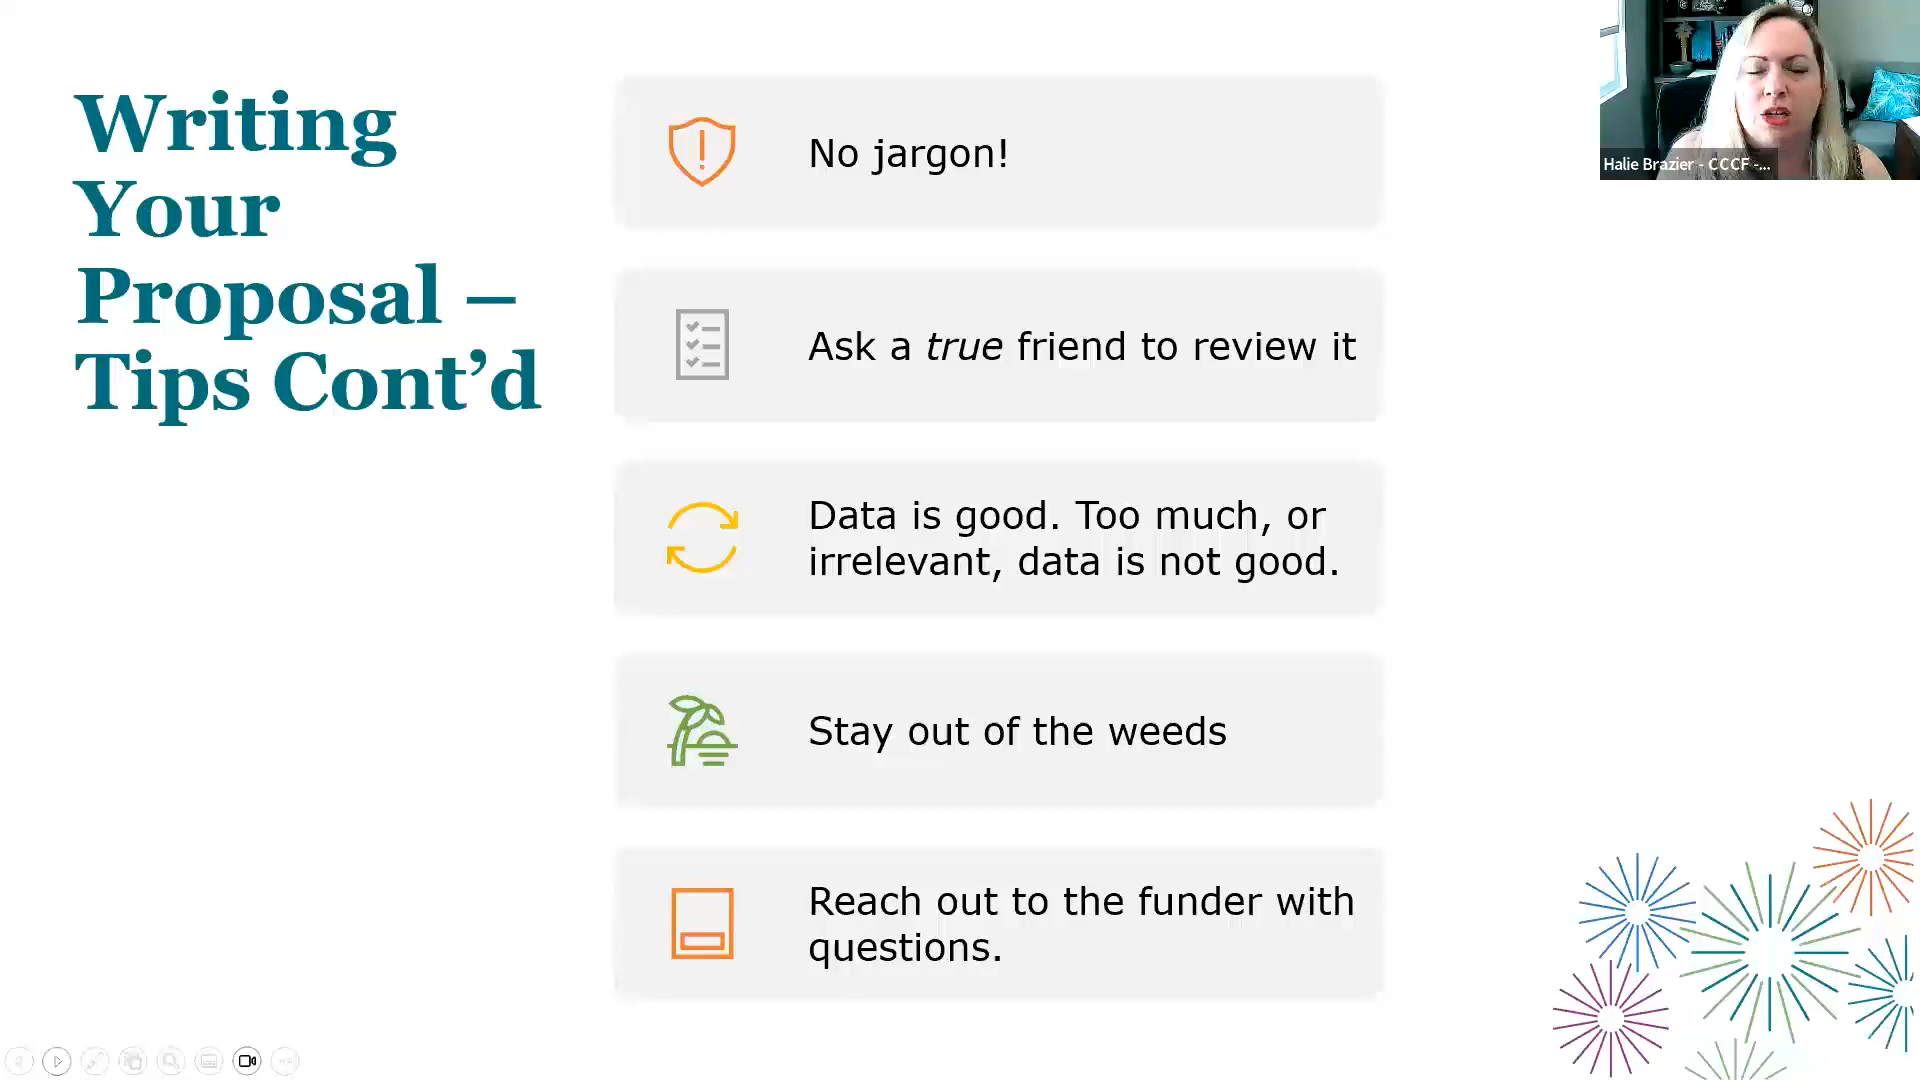 Writing
Your
Proposal –
Tips Cont’d
No jargon!
Ask a true friend to review it
Data is good. Too much, or
irrelevant, data is not good.
Stay out of the weeds
Reach out to the funder with
questions.
Halie Brazier - CCCF -...